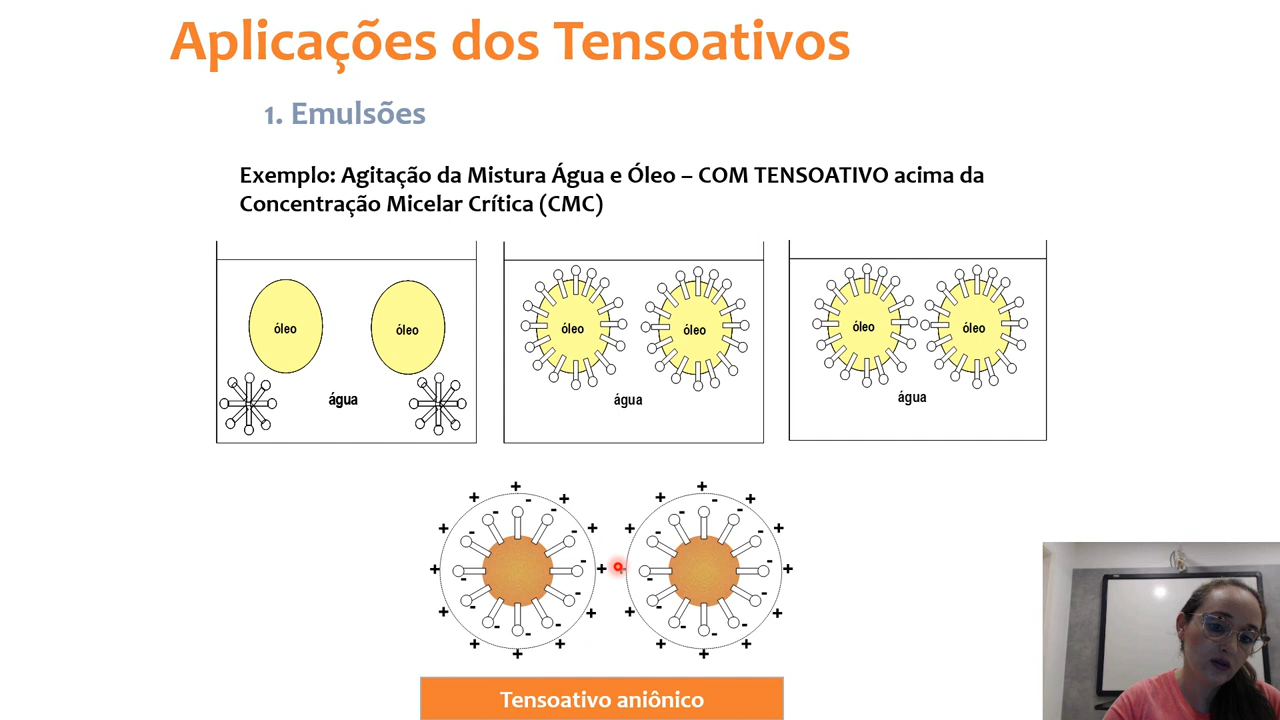 Aplicações dos Tensoativos
1. Emulsões
Exemplo: Agitação da Mistura Água e Óleo – COM TENSOATIVO acima da
Concentração Micelar Crítica (CMC)
óleo
óleo
água
óleo
óleo
água
óleo
óleo
água
Tensoativo aniônico